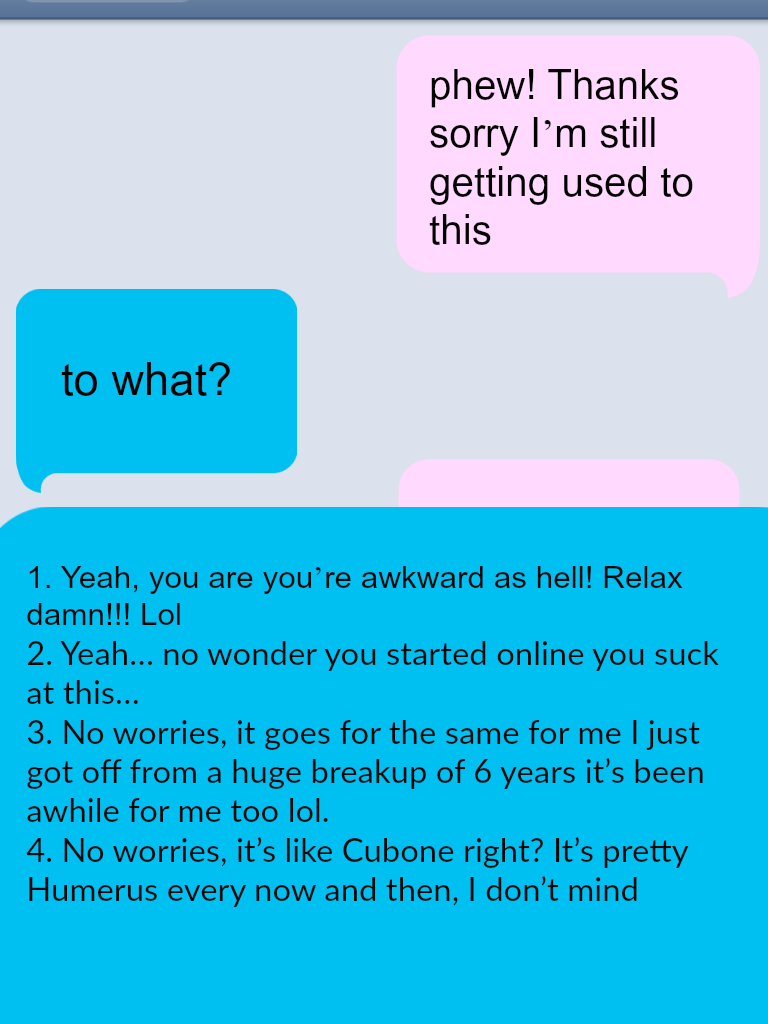 phew! Thanks
sorry I’m still
getting used to
this
to what?
1. Yeah, you are you’re awkward as hell! Relax
damn!!! Lol
2. Yeah... no wonder you started online you suck
at this...
3. No worries, it goes for the same for me I just
got off from a huge breakup of 6 years it’s been
awhile for me too lol.
4. No worries, it’s like Cubone right? It’s pretty
Humerus every now and then, I don’t mind